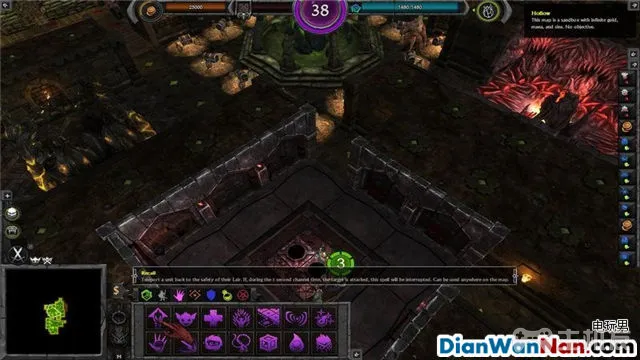 25000
38
1480/1480
Hollow
This map is a sandbox with infinite gold,
mana, and sins. No objective.
3
Recall
Teleport a unit back to the safety of their Lair. If, during the 5 second channel time, the target is attacked, this spell will be interrupted. Can be used anywhere on the map.
S
H
电玩男
DianWanNan.com